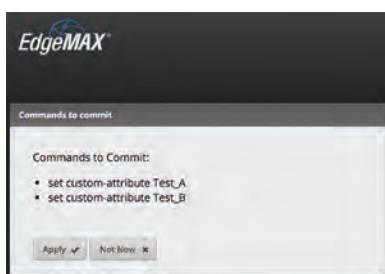 EdgeMAX
Commands to commit
Commands to Commit:
set custom-attribute Test_A
set custom-attribute Test_B
Apply
Not Now